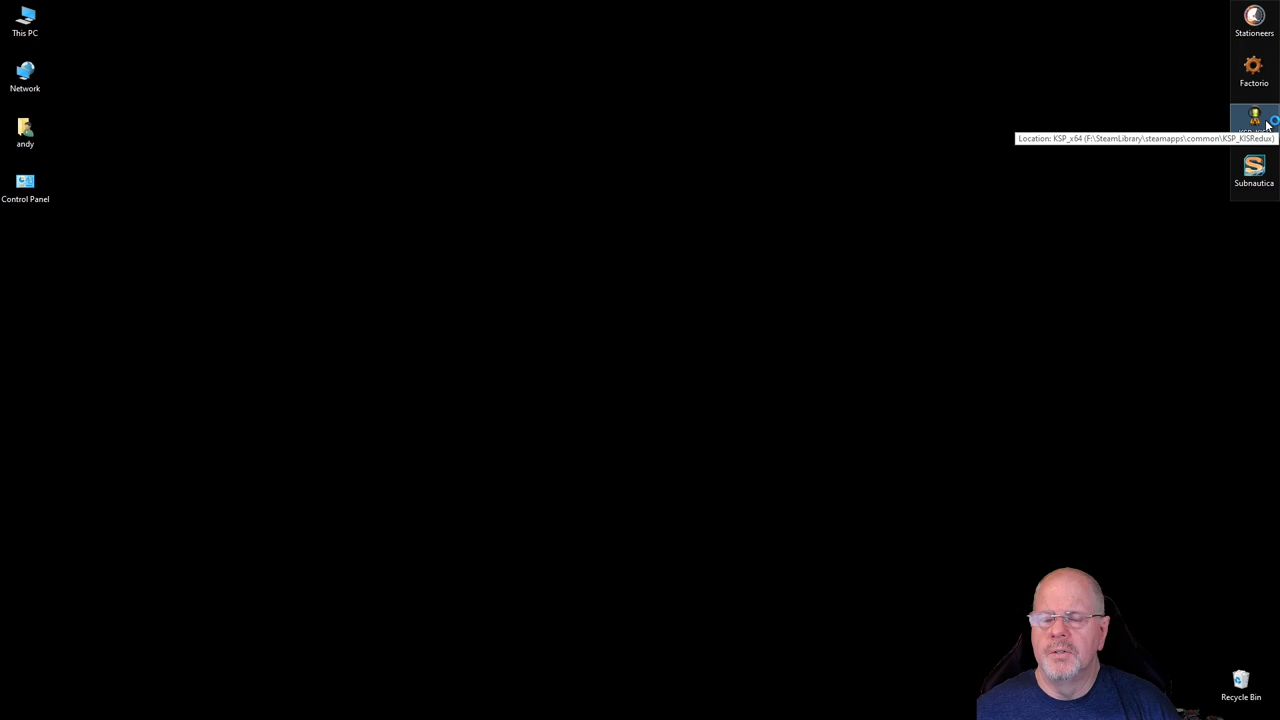 This PC
Network
andy
Control Panel
Stationeers
Factorio
Location: KSP_x64 (F:\SteamLibrary\steamapps\common\KSP_KISRedux)
Subnautica
Recycle Bin